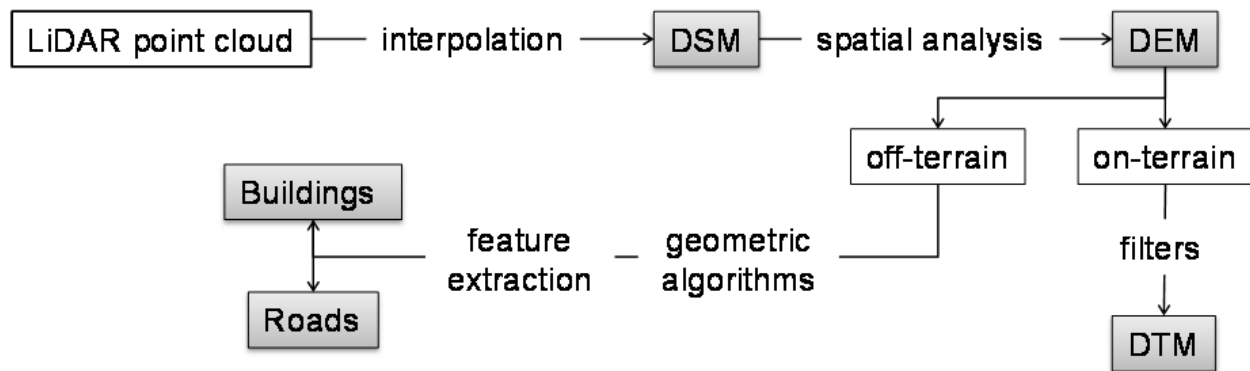 LiDAR point cloud
interpolation
DSM
spatial analysis
DEM
off-terrain
on-terrain
Buildings
feature
extraction
geometric
algorithms
filters
Roads
DTM